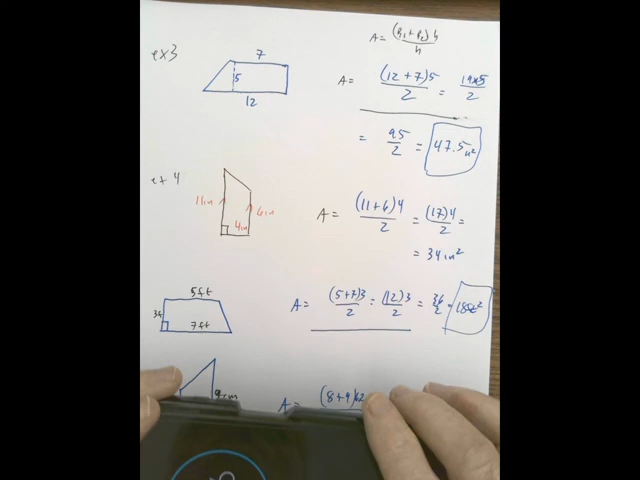 A = (b₁ + b₂) h / h
ex3
7
5
12
A = (12 + 7)5 / 2 = 19x5 / 2
= 95 / 2 = 47.5 u²
ex 4
11in
6in
4in
A = (11+6)4 / 2 = (17)4 / 2 =
= 34 in²
5ft
3ft
7ft
A = (5+7)3 / 2 = (12)3 / 2 = 36 / 2 = 18ft²
9cm
A = (8+9)